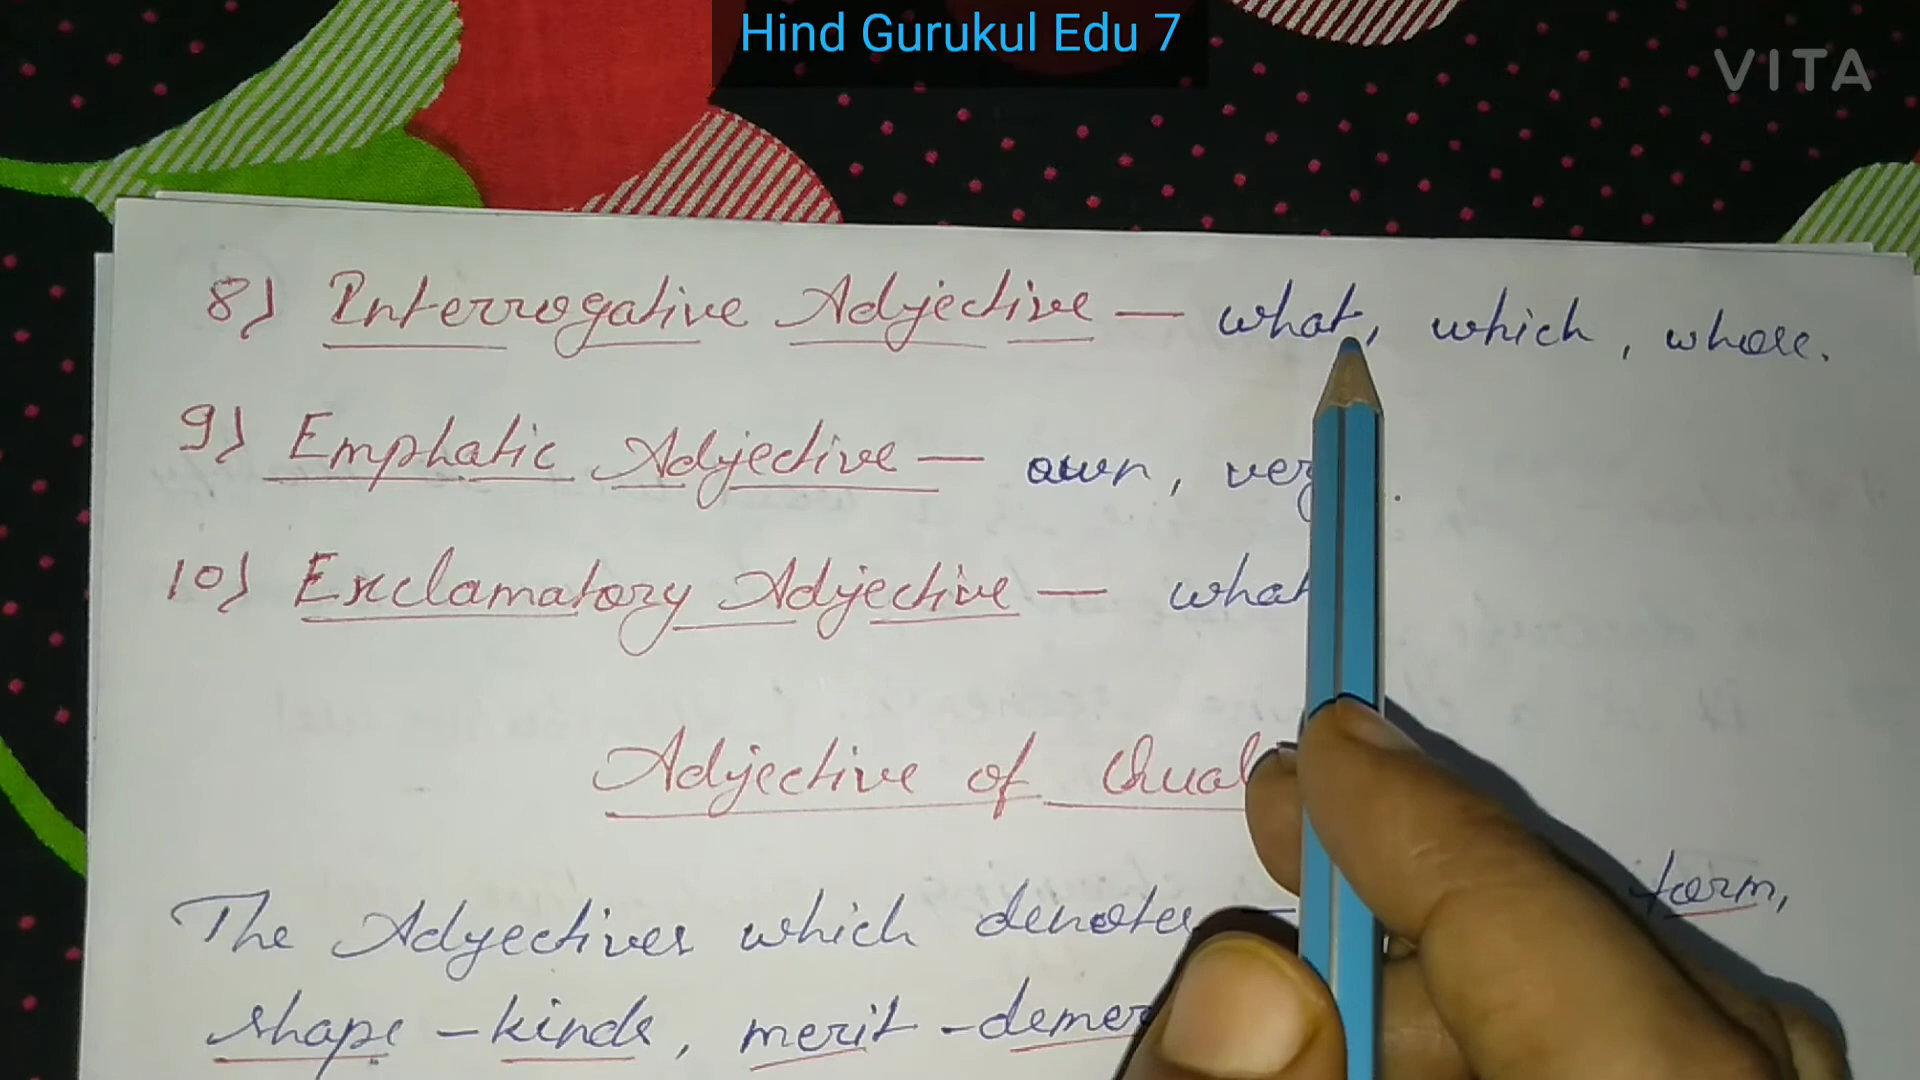 Hind Gurukul Edu 7
VITA
8) Interrogative Adjective — what, which, whose.
9) Emphatic Adjective — own, very.
10) Exclamatory Adjective — what
Adjective of Qual
The Adjectives which denotes — form,
shape - kinds, merit - demer